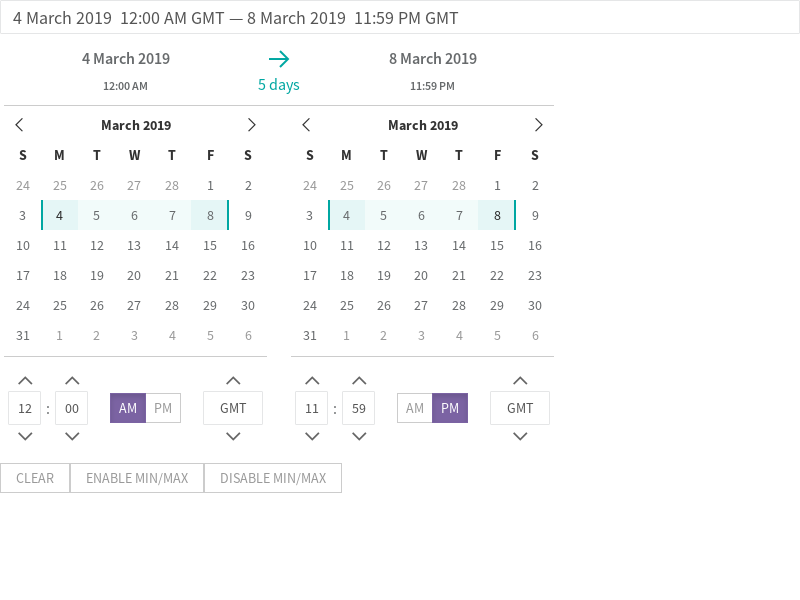 4 March 2019  12:00 AM GMT — 8 March 2019  11:59 PM GMT
4 March 2019
12:00 AM
5 days
8 March 2019
11:59 PM
March 2019
S M T W T F S
24 25 26 27 28 1 2
3 4 5 6 7 8 9
10 11 12 13 14 15 16
17 18 19 20 21 22 23
24 25 26 27 28 29 30
31 1 2 3 4 5 6
12 : 00 AM PM GMT
March 2019
S M T W T F S
24 25 26 27 28 1 2
3 4 5 6 7 8 9
10 11 12 13 14 15 16
17 18 19 20 21 22 23
24 25 26 27 28 29 30
31 1 2 3 4 5 6
11 : 59 AM PM GMT
CLEAR ENABLE MIN/MAX DISABLE MIN/MAX